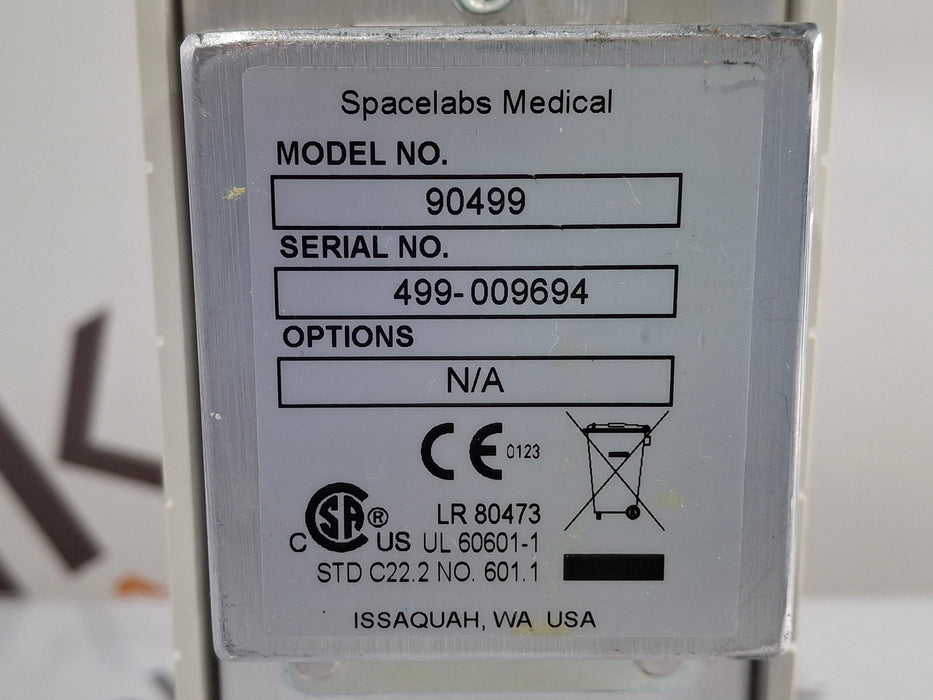 Spacelabs Medical
MODEL NO.
90499
SERIAL NO.
499-009694
OPTIONS
N/A
CE 0123
SA ® LR 80473
C US UL 60601-1
STD C22.2 NO. 601.1
ISSAQUAH, WA USA